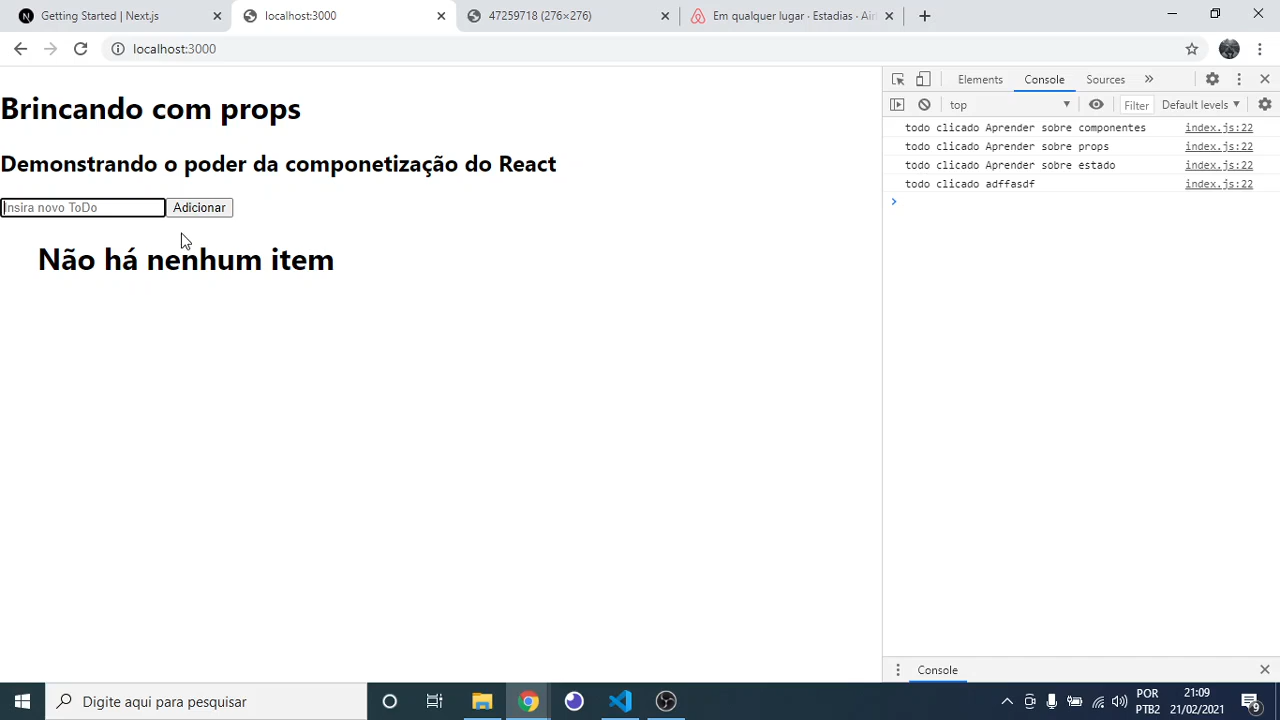 Getting Started | Next.js
localhost:3000
47259718 (276×276)
Em qualquer lugar · Estadias · Air
localhost:3000
Brincando com props
Demonstrando o poder da componetização do React
Insira novo ToDo
Adicionar
Não há nenhum item
Elements
Console
Sources
»
top
Filter
Default levels
todo clicado Aprender sobre componentes index.js:22
todo clicado Aprender sobre props index.js:22
todo clicado Aprender sobre estado index.js:22
todo clicado adffasdf index.js:22
Console
Digite aqui para pesquisar
POR
PTB2
21:09
21/02/2021
9